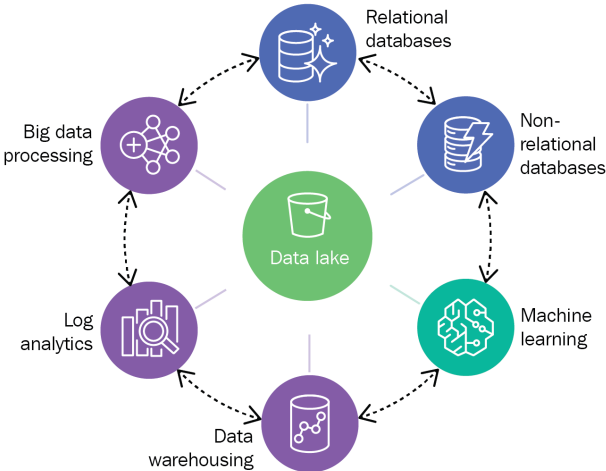 Relational
databases
Big data
processing
Non-
relational
databases
Data lake
Log
analytics
Machine
learning
Data
warehousing